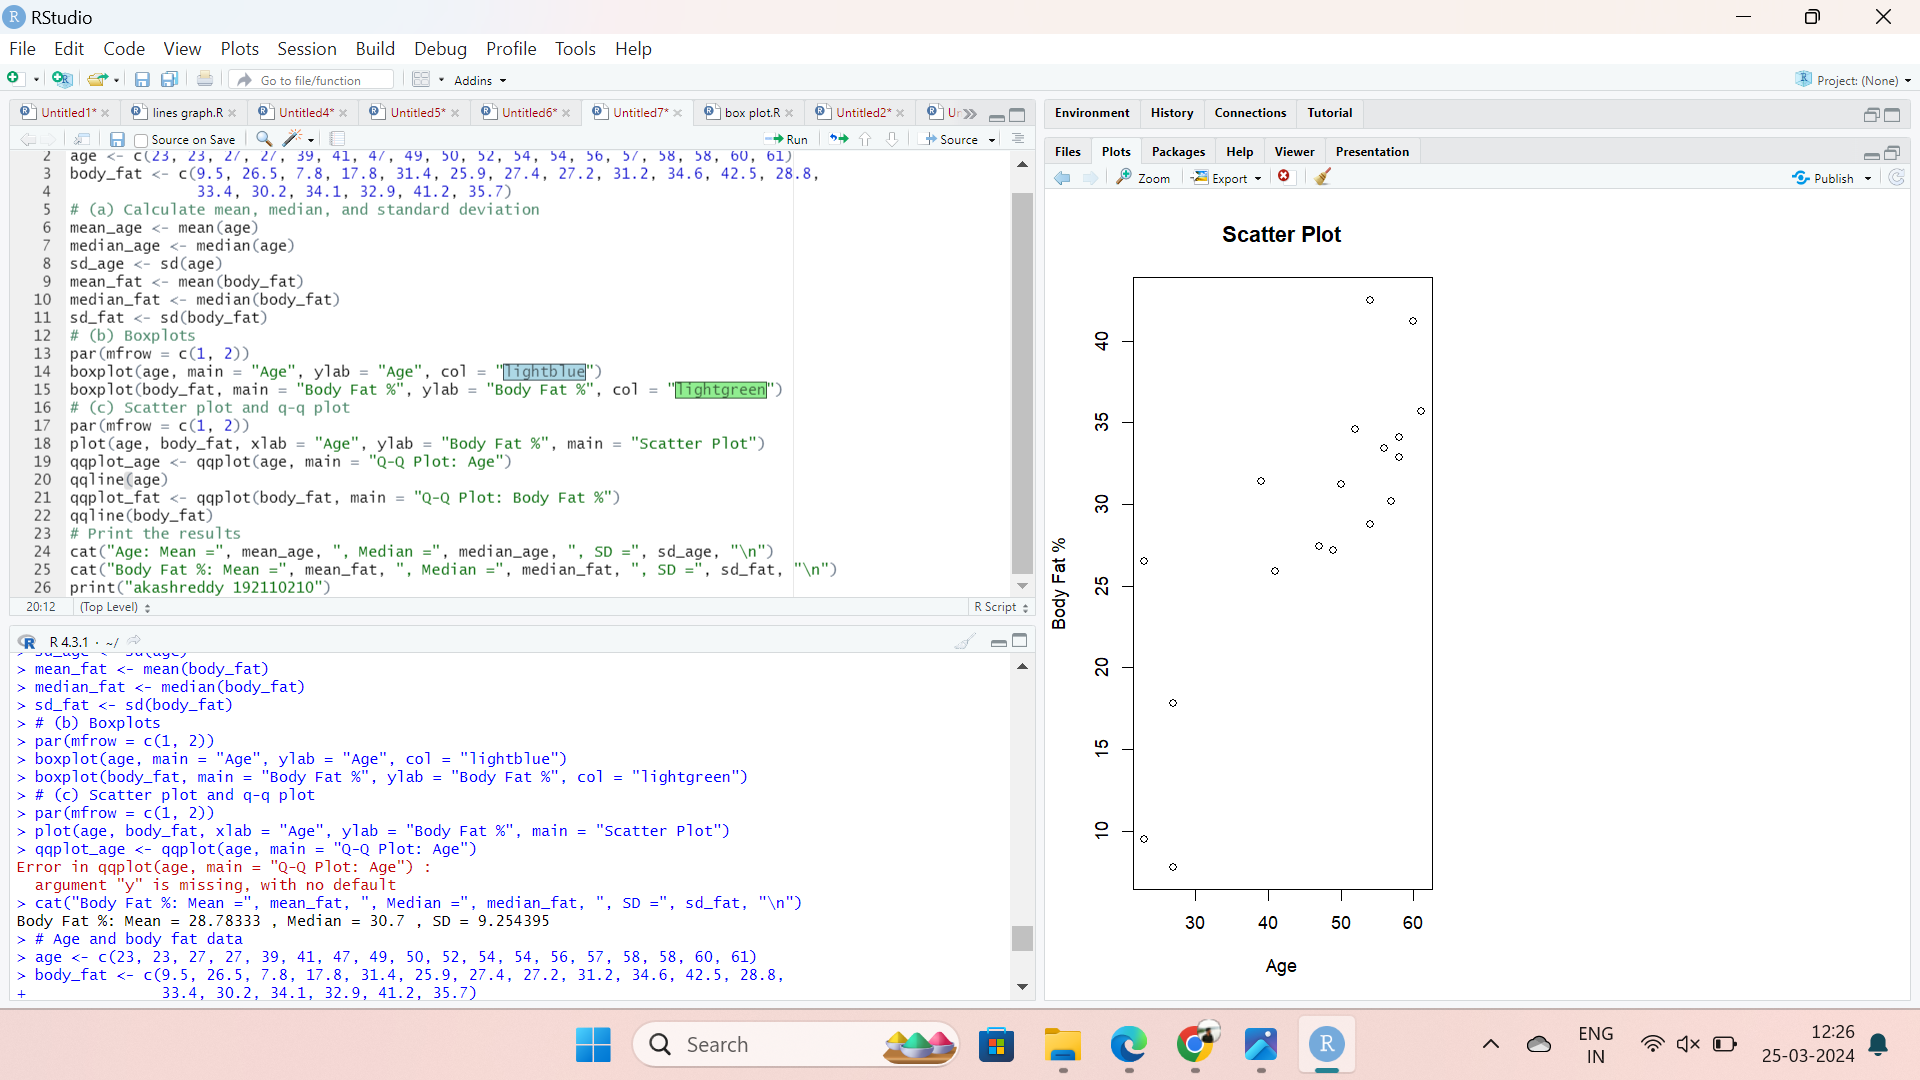 RStudio
File Edit Code View Plots Session Build Debug Profile Tools Help
Go to file/function Addins Project: (None)
Untitled1* lines graph.R Untitled4* Untitled5* Untitled6* Untitled7* box plot.R Untitled2*
Source on Save Run Source
2 age <- c(23, 23, 27, 27, 39, 41, 47, 49, 50, 52, 54, 54, 56, 57, 58, 58, 60, 61)
3 body_fat <- c(9.5, 26.5, 7.8, 17.8, 31.4, 25.9, 27.4, 27.2, 31.2, 34.6, 42.5, 28.8,
4 33.4, 30.2, 34.1, 32.9, 41.2, 35.7)
5 # (a) Calculate mean, median, and standard deviation
6 mean_age <- mean(age)
7 median_age <- median(age)
8 sd_age <- sd(age)
9 mean_fat <- mean(body_fat)
10 median_fat <- median(body_fat)
11 sd_fat <- sd(body_fat)
12 # (b) Boxplots
13 par(mfrow = c(1, 2))
14 boxplot(age, main = "Age", ylab = "Age", col = "lightblue")
15 boxplot(body_fat, main = "Body Fat %", ylab = "Body Fat %", col = "lightgreen")
16 # (c) Scatter plot and q-q plot
17 par(mfrow = c(1, 2))
18 plot(age, body_fat, xlab = "Age", ylab = "Body Fat %", main = "Scatter Plot")
19 qqplot_age <- qqplot(age, main = "Q-Q Plot: Age")
20 qqline(age)
21 qqplot_fat <- qqplot(body_fat, main = "Q-Q Plot: Body Fat %")
22 qqline(body_fat)
23 # Print the results
24 cat("Age: Mean =", mean_age, ", Median =", median_age, ", SD =", sd_age, "\n")
25 cat("Body Fat %: Mean =", mean_fat, ", Median =", median_fat, ", SD =", sd_fat, "\n")
26 print("akashreddy 192110210")
20:12 (Top Level) R Script
R 4.3.1 · ~/
> sd_age <- sd(age)
> mean_fat <- mean(body_fat)
> median_fat <- median(body_fat)
> sd_fat <- sd(body_fat)
> # (b) Boxplots
> par(mfrow = c(1, 2))
> boxplot(age, main = "Age", ylab = "Age", col = "lightblue")
> boxplot(body_fat, main = "Body Fat %", ylab = "Body Fat %", col = "lightgreen")
> # (c) Scatter plot and q-q plot
> par(mfrow = c(1, 2))
> plot(age, body_fat, xlab = "Age", ylab = "Body Fat %", main = "Scatter Plot")
> qqplot_age <- qqplot(age, main = "Q-Q Plot: Age")
Error in qqplot(age, main = "Q-Q Plot: Age") :
argument "y" is missing, with no default
> cat("Body Fat %: Mean =", mean_fat, ", Median =", median_fat, ", SD =", sd_fat, "\n")
Body Fat %: Mean = 28.78333 , Median = 30.7 , SD = 9.254395
> # Age and body fat data
> age <- c(23, 23, 27, 27, 39, 41, 47, 49, 50, 52, 54, 54, 56, 57, 58, 58, 60, 61)
> body_fat <- c(9.5, 26.5, 7.8, 17.8, 31.4, 25.9, 27.4, 27.2, 31.2, 34.6, 42.5, 28.8,
+ 33.4, 30.2, 34.1, 32.9, 41.2, 35.7)
Environment History Connections Tutorial
Files Plots Packages Help Viewer Presentation
Zoom Export Publish
Scatter Plot
40
35
30
25
20
15
10
Body Fat %
30 40 50 60
Age
Search
ENG
IN
12:26
25-03-2024